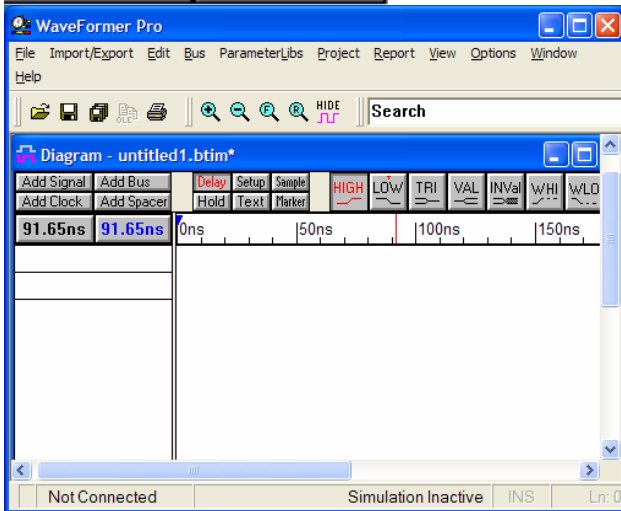 WaveFormer Pro
File Import/Export Edit Bus ParameterLibs Project Report View Options Window
Help
OLE HIDE Search
Diagram - untitled1.btim*
Add Signal Add Bus Delay Setup Sample HIGH LOW TRI VAL INVal WHI WLO
Add Clock Add Spacer Hold Text Marker
91.65ns 91.65ns 0ns |50ns |100ns |150ns
Not Connected Simulation Inactive INS Ln: 0